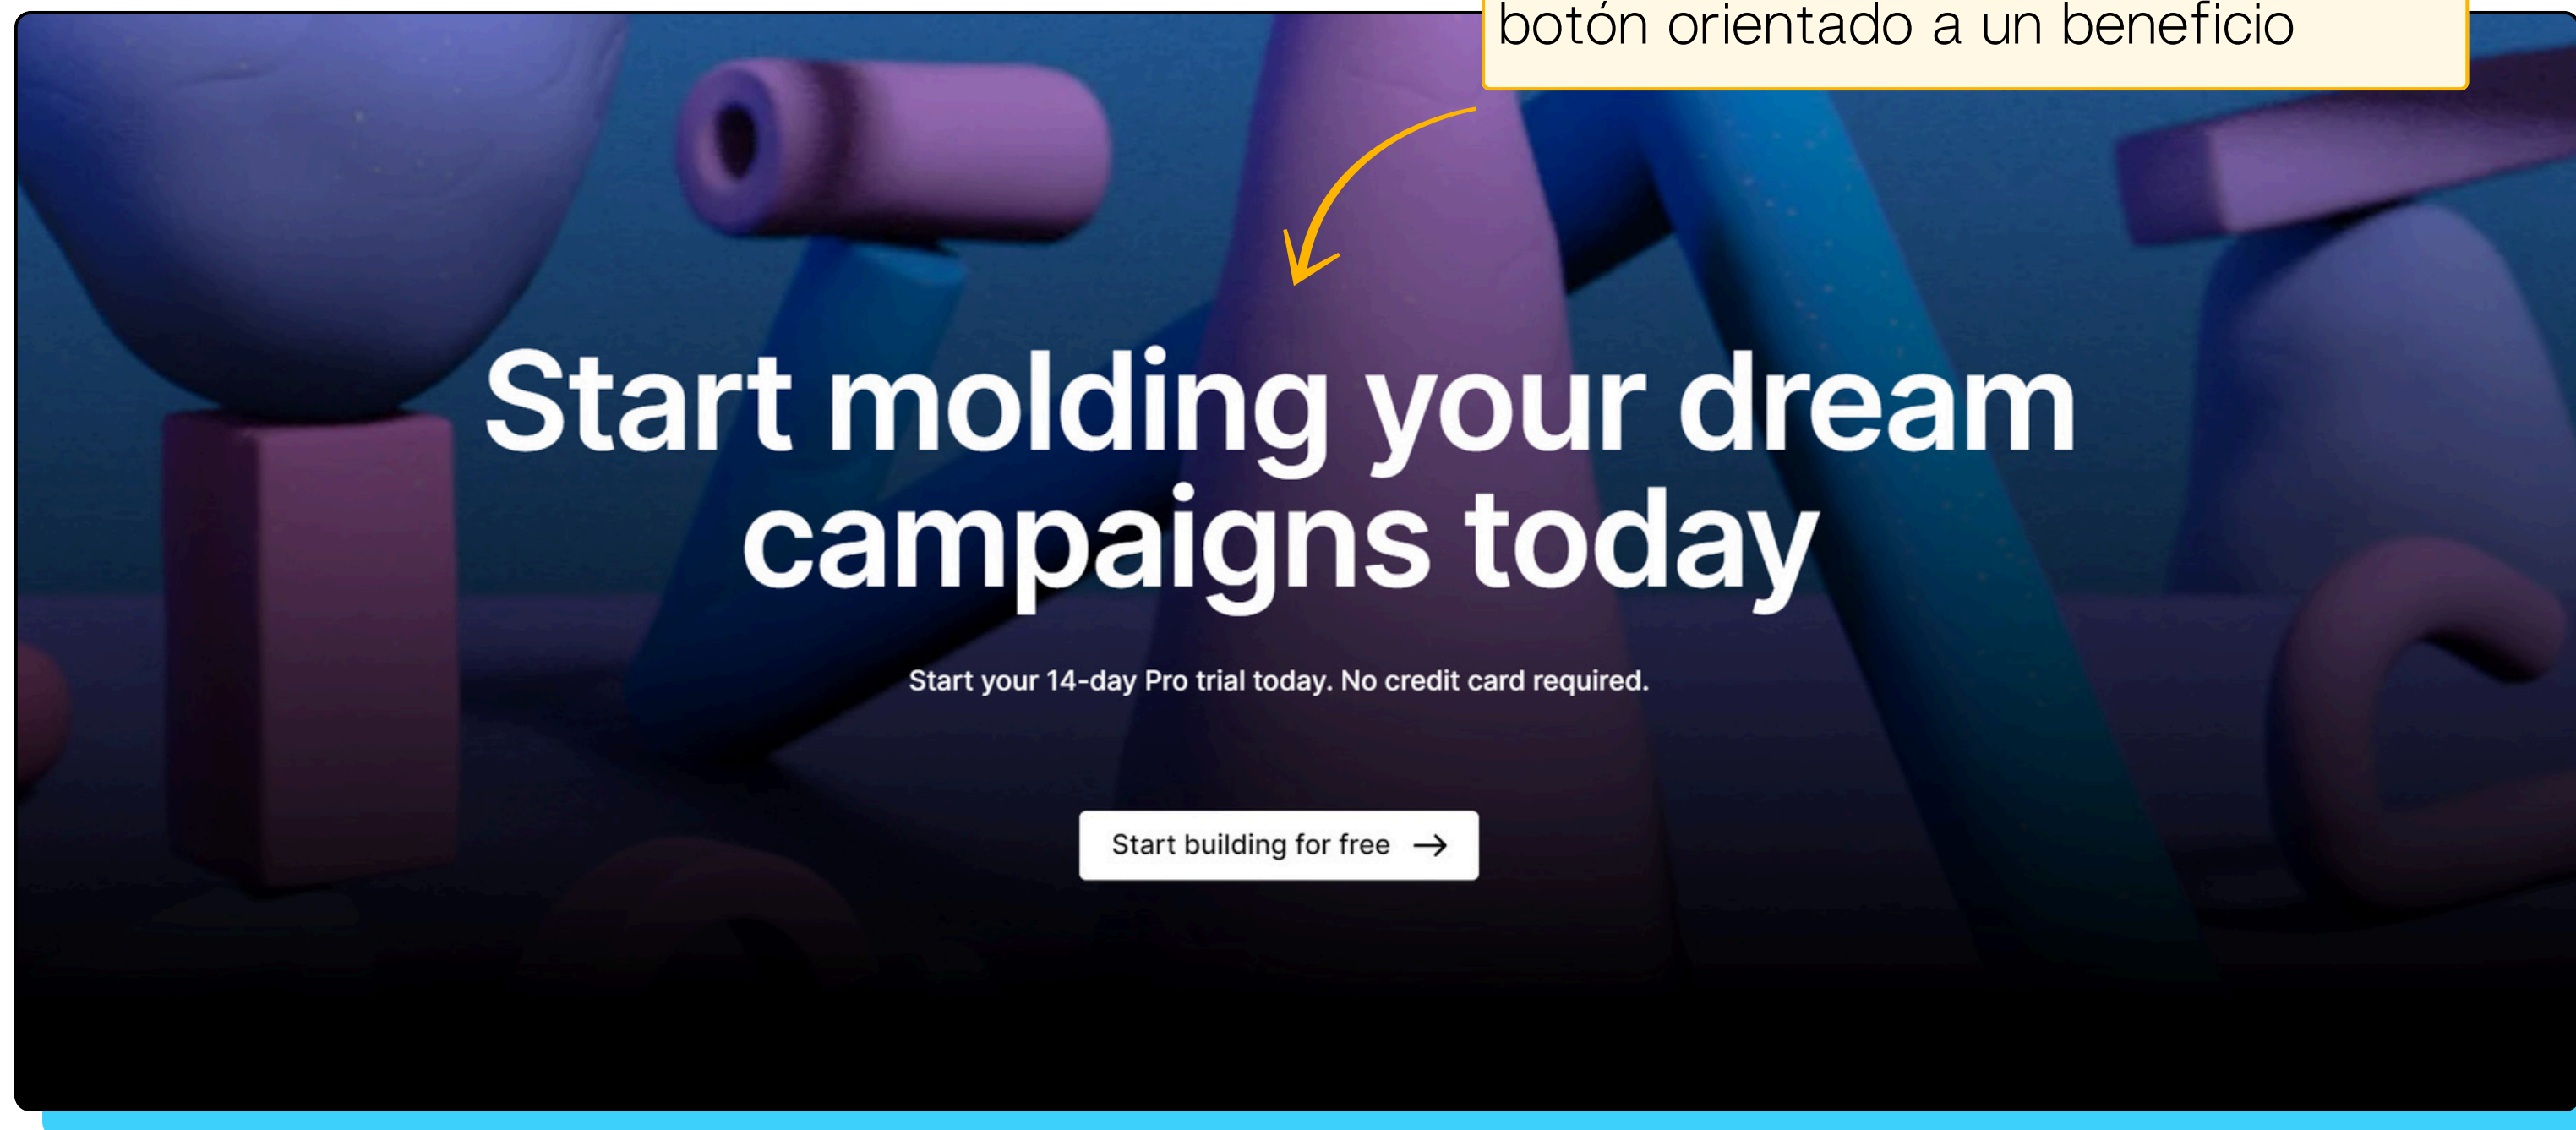 botón orientado a un beneficio
Start molding your dream
campaigns today
Start your 14-day Pro trial today. No credit card required.
Start building for free →